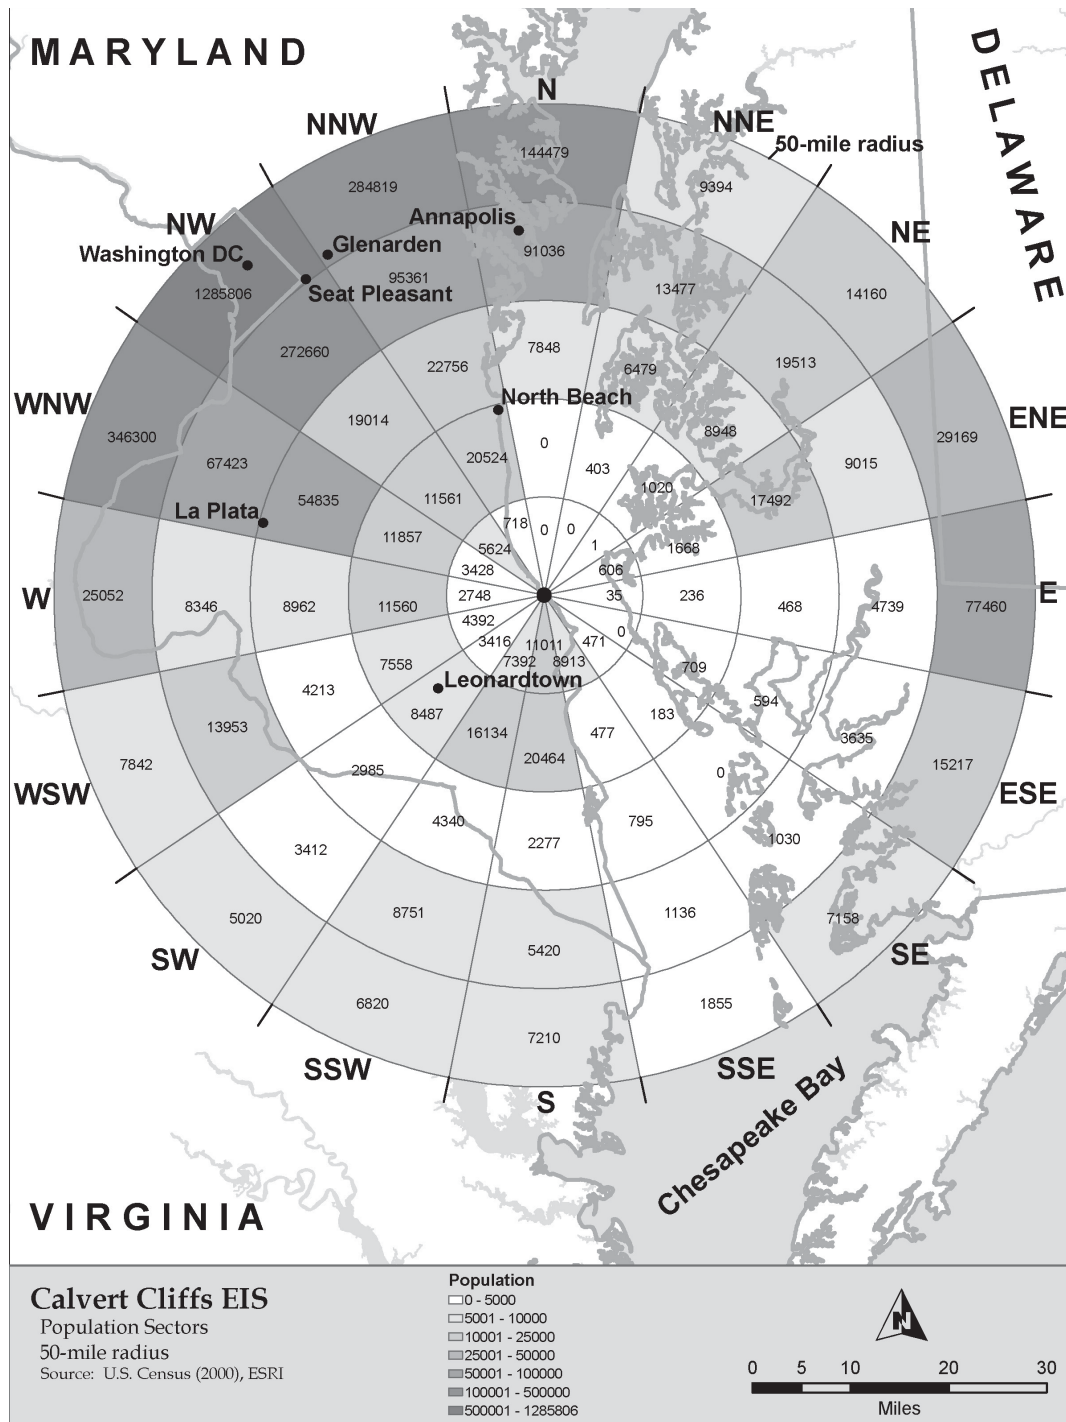 MARYLAND
DELAWARE
N
NNW
NNE
50-mile radius
144479
284819
9394
NW
Annapolis
NE
Washington DC
Glenarden
91036
95361
1285806
Seat Pleasant
13477
14160
272660
7848
22756
6479
19513
WNW
North Beach
ENE
19014
8948
346300
0
29169
67423
20524
403
9015
54835
11561
1020
17492
La Plata
718
0
0
11857
5624
1
1668
3428
606
W
25052
8346
8962
11560
2748
35
236
468
4739
77460
E
4392
0
3416
11011
471
7558
7392
8913
709
Leonardtown
4213
594
8487
183
13953
16134
477
3635
7842
20464
15217
2985
0
WSW
ESE
4340
795
3412
2277
1030
5020
8751
1136
7158
SW
5420
SE
6820
1855
7210
SSW
SSE
S
Chesapeake Bay
VIRGINIA
Calvert Cliffs EIS
Population Sectors
50-mile radius
Source: U.S. Census (2000), ESRI
Population
0 - 5000
5001 - 10000
10001 - 25000
25001 - 50000
50001 - 100000
100001 - 500000
500001 - 1285806
N
0 5 10 20 30
Miles